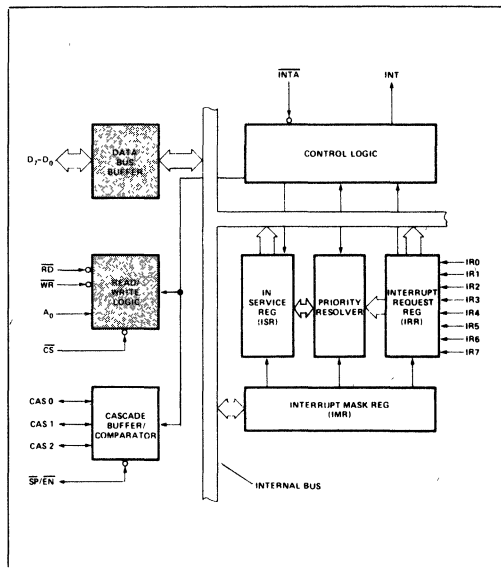 INTA
INT
CONTROL LOGIC
D7-D0
DATA
BUS
BUFFER
RD
WR
A0
CS
READ/
WRITE
LOGIC
IN
SERVICE
REG
(ISR)
PRIORITY
RESOLVER
INTERRUPT
REQUEST
REG
(IRR)
IR0
IR1
IR2
IR3
IR4
IR5
IR6
IR7
CAS 0
CAS 1
CAS 2
CASCADE
BUFFER/
COMPARATOR
SP/EN
INTERRUPT MASK REG
(IMR)
INTERNAL BUS